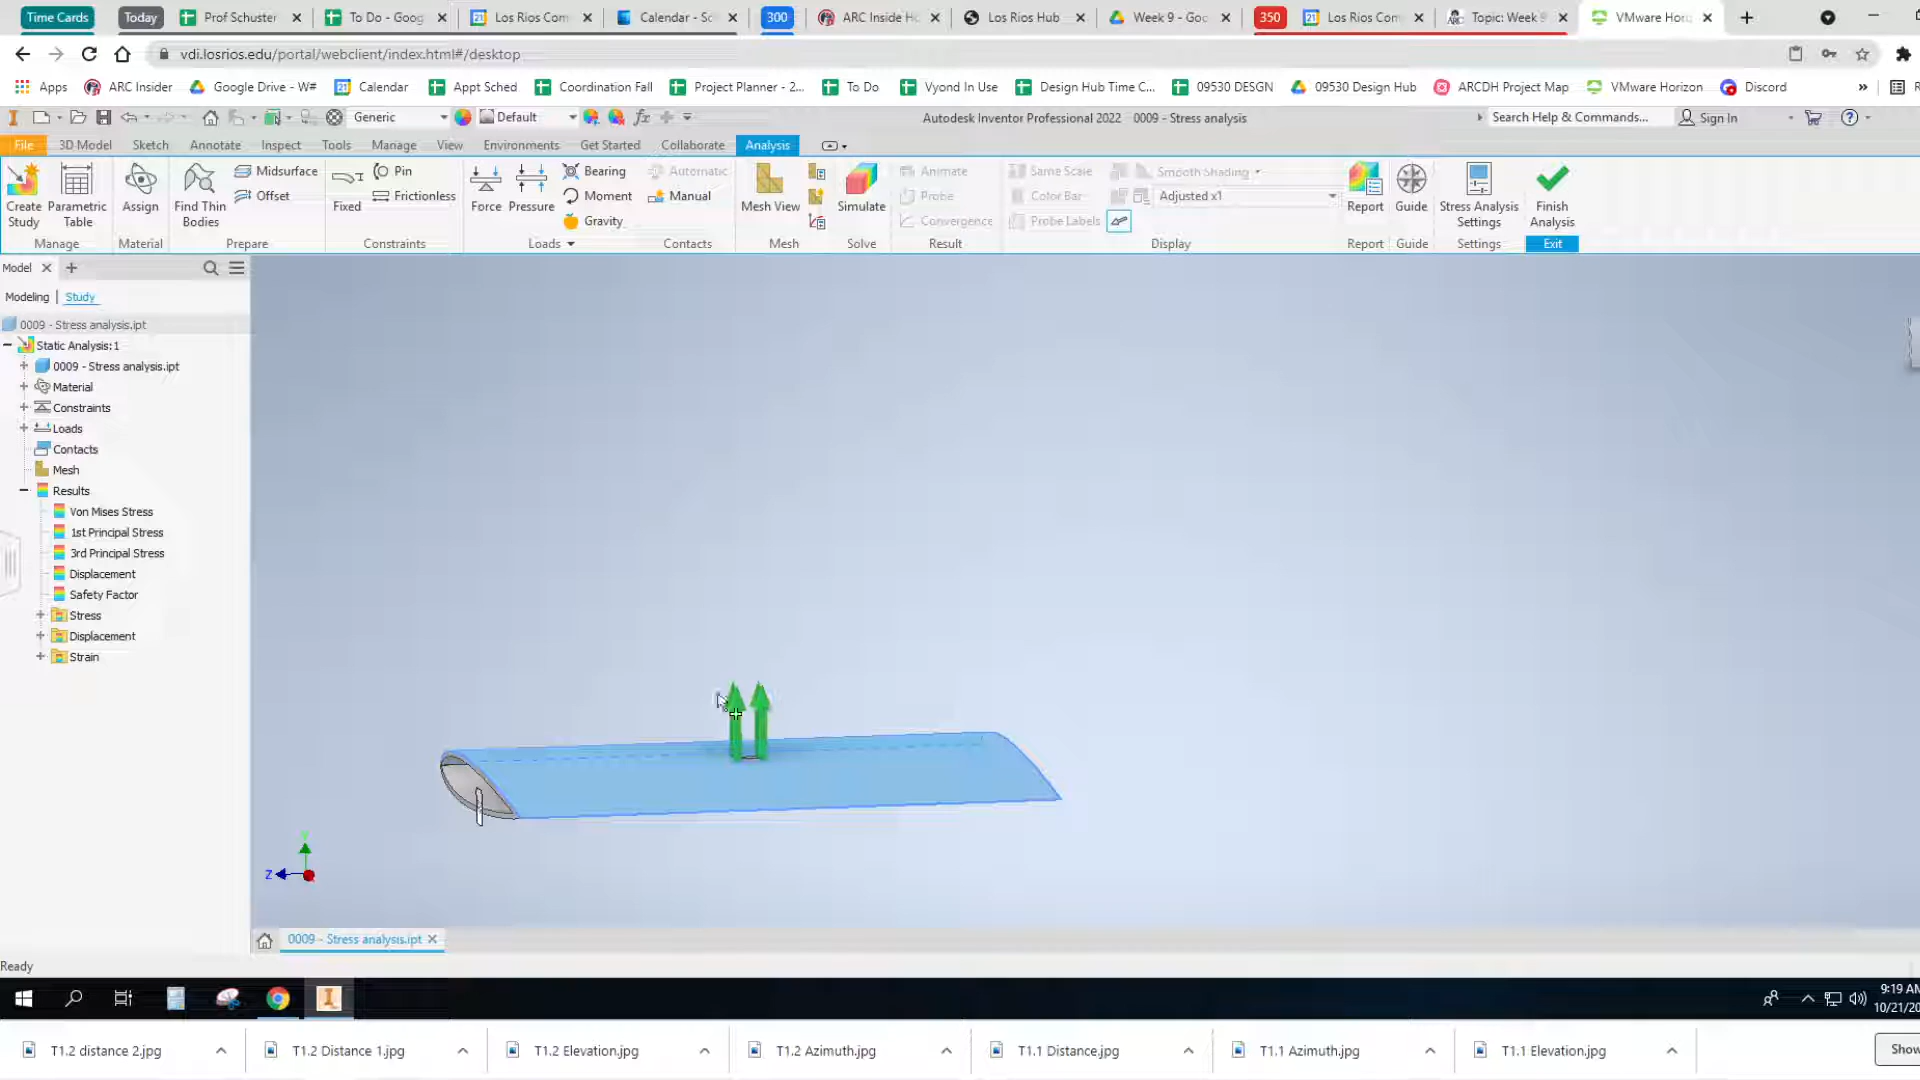 Time Cards Today Prof Schuster To Do - Goog Los Rios Com Calendar - Sc 300 ARC Inside Ho Los Rios Hub Week 9 - Goo 350 Los Rios Com Topic: Week 9 VMware Hori
vdi.losrios.edu/portal/webclient/index.html#/desktop
Apps ARC Insider Google Drive - W# Calendar Appt Sched Coordination Fall Project Planner - 2... To Do Vyond In Use Design Hub Time C... 09530 DESGN 09530 Design Hub ARCDH Project Map VMware Horizon Discord »
Generic Default fx Autodesk Inventor Professional 2022 0009 - Stress analysis Search Help & Commands... Sign In
File 3D Model Sketch Annotate Inspect Tools Manage View Environments Get Started Collaborate Analysis
Midsurface Pin Bearing Automatic Animate Same Scale Smooth Shading
Create Parametric Assign Find Thin Offset Fixed Frictionless Force Pressure Moment Manual Mesh View Simulate Probe Color Bar Adjusted x1 Report Guide Stress Analysis Finish
Study Table Bodies Gravity Convergence Probe Labels Settings Analysis
Manage Material Prepare Constraints Loads Contacts Mesh Solve Result Display Report Guide Settings Exit
Model
Modeling | Study
0009 - Stress analysis.ipt
Static Analysis:1
0009 - Stress analysis.ipt
Material
Constraints
Loads
Contacts
Mesh
Results
Von Mises Stress
1st Principal Stress
3rd Principal Stress
Displacement
Safety Factor
Stress
Displacement
Strain
Y
Z
0009 - Stress analysis.ipt
Ready
9:19 AM
10/21/20
T1.2 distance 2.jpg T1.2 Distance 1.jpg T1.2 Elevation.jpg T1.2 Azimuth.jpg T1.1 Distance.jpg T1.1 Azimuth.jpg T1.1 Elevation.jpg Show